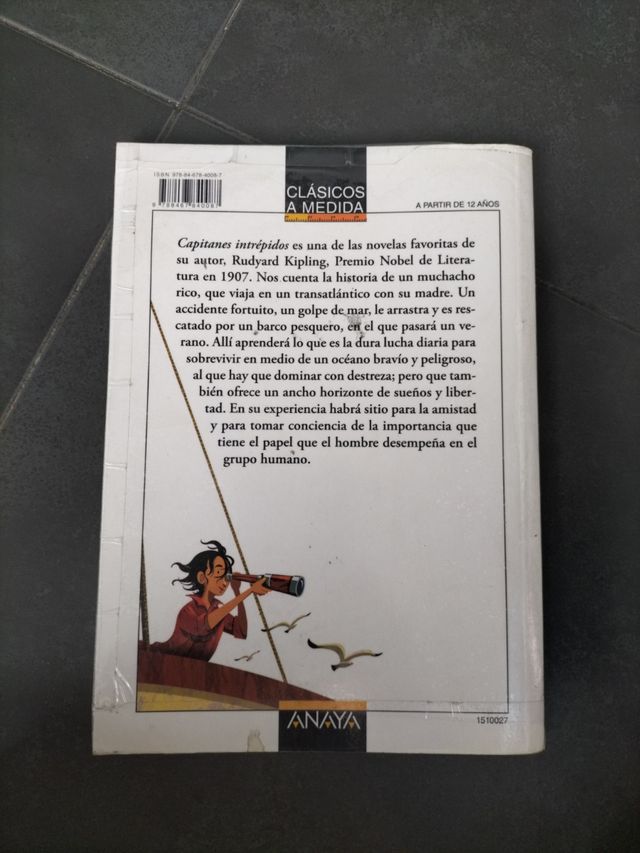 ISBN 978-84-678-4008-7
9 788467 840087
CLÁSICOS
A MEDIDA
A PARTIR DE 12 AÑOS
Capitanes intrépidos es una de las novelas favoritas de
su autor, Rudyard Kipling, Premio Nobel de Litera-
tura en 1907. Nos cuenta la historia de un muchacho
rico, que viaja en un transatlántico con su madre. Un
accidente fortuito, un golpe de mar, le arrastra y es res-
catado por un barco pesquero, en el que pasará un ve-
rano. Allí aprenderá lo que es la dura lucha diaria para
sobrevivir en medio de un océano bravío y peligroso,
al que hay que dominar con destreza; pero que tam-
bién ofrece un ancho horizonte de sueños y liber-
tad. En su experiencia habrá sitio para la amistad
y para tomar conciencia de la importancia que
tiene el papel que el hombre desempeña en el
grupo humano.
ANAYA
1510027